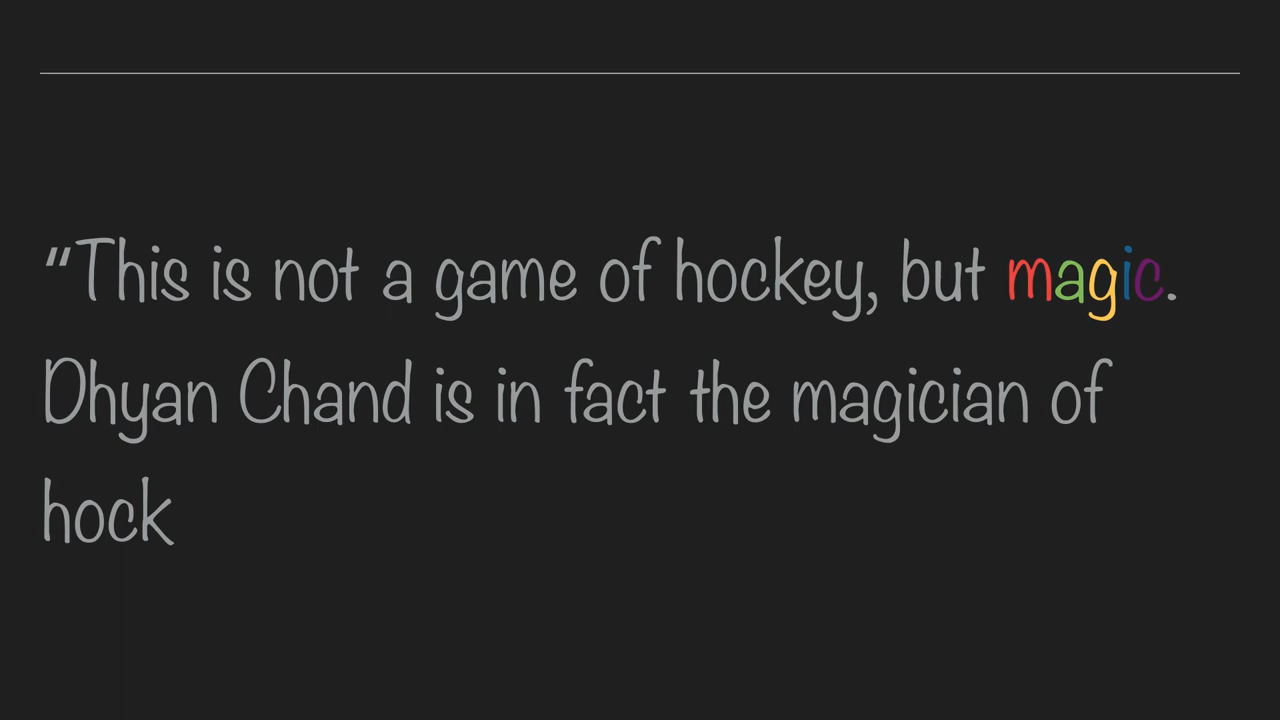 “This is not a game of hockey, but magic.
Dhyan Chand is in fact the magician of
hock